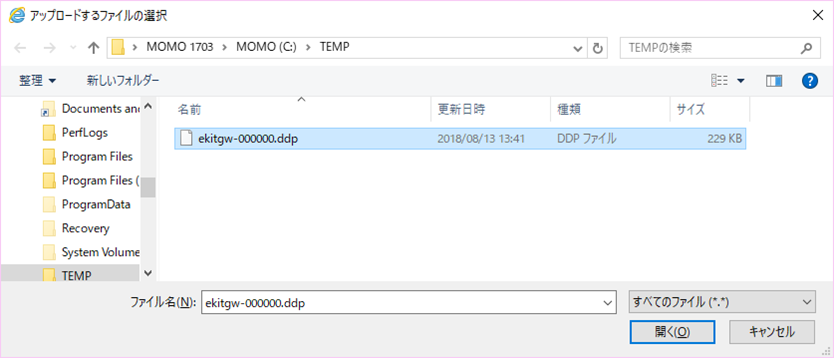 アップロードするファイルの選択
MOMO 1703 > MOMO (C:) > TEMP
TEMPの検索
整理 新しいフォルダー
名前 更新日時 種類 サイズ
Documents and
PerfLogs
Program Files
Program Files (
ProgramData
Recovery
System Volume
TEMP
ekitgw-000000.ddp 2018/08/13 13:41 DDP ファイル 229 KB
ファイル名(N): ekitgw-000000.ddp すべてのファイル (*.*)
開く(O) キャンセル